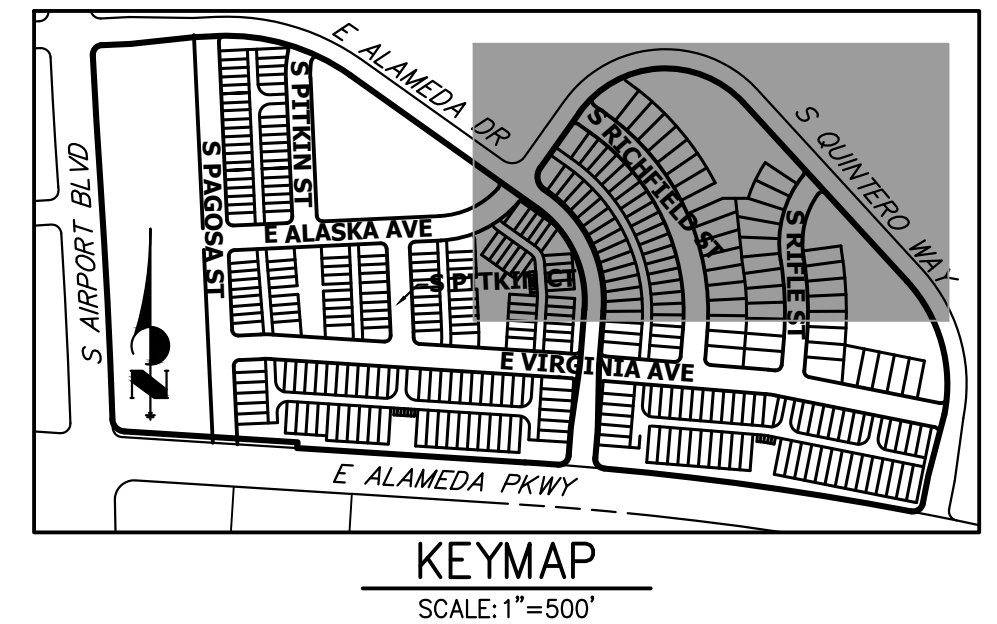 E ALAMEDA DR
S QUINTERO WAY
S PITKIN ST
S RICHFIELD ST
S AIRPORT BLVD
S PAGOSA ST
E ALASKA AVE
S RIFLE ST
S PITKIN CT
N
E VIRGINIA AVE
E ALAMEDA PKWY
KEYMAP
SCALE: 1"=500'